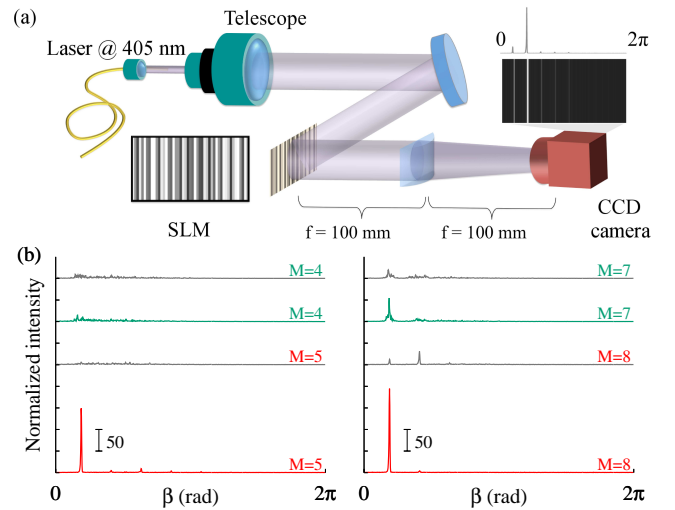 (a)
Telescope
Laser @ 405 nm
0 2π
SLM
f = 100 mm
f = 100 mm
CCD
camera
(b)
Normalized intensity
M=4
M=4
M=5
50
M=5
0 β (rad) 2π
M=7
M=7
M=8
50
M=8
0 β (rad) 2π